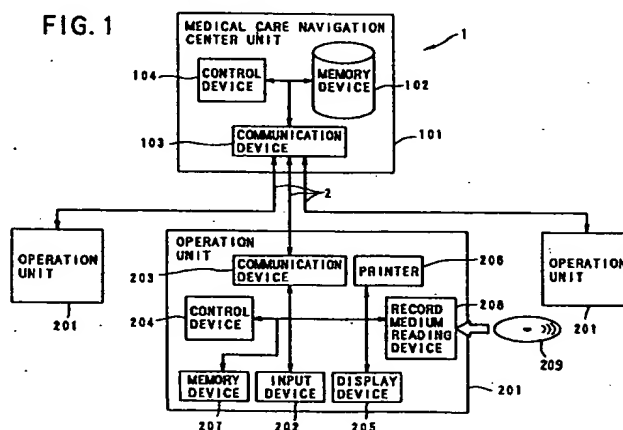 FIG. 1
MEDICAL CARE NAVIGATION
CENTER UNIT
1
104
CONTROL
DEVICE
MEMORY
DEVICE
102
103
COMMUNICATION
DEVICE
101
2
OPERATION
UNIT
201
OPERATION
UNIT
203
COMMUNICATION
DEVICE
PRINTER
206
204
CONTROL
DEVICE
RECORD
MEDIUM
READING
DEVICE
208
209
MEMORY
DEVICE
207
INPUT
DEVICE
202
DISPLAY
DEVICE
205
201
OPERATION
UNIT
201